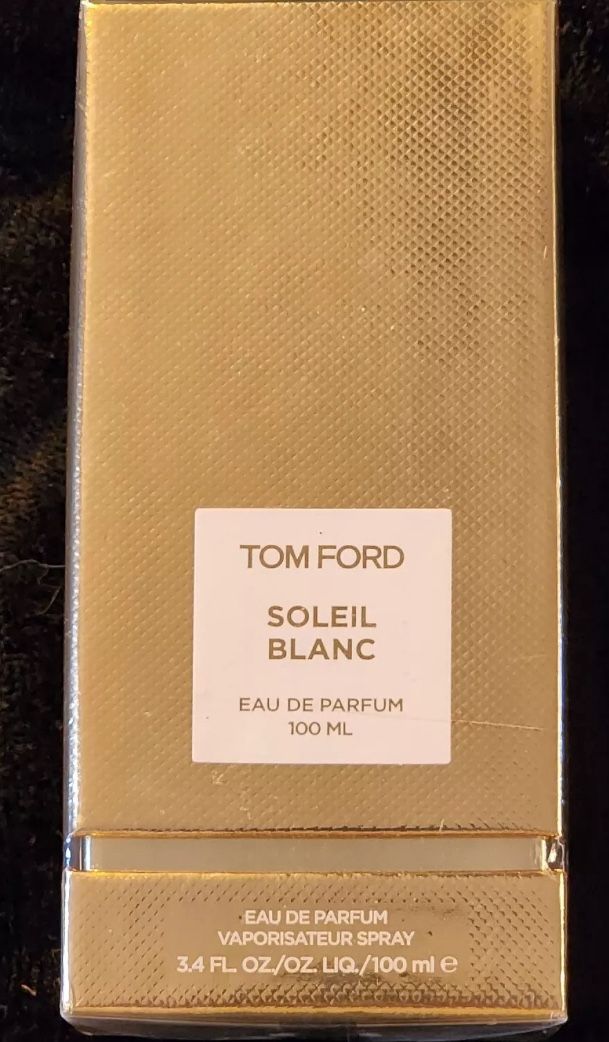 TOM FORD
SOLEIL
BLANC
EAU DE PARFUM
100 ML
EAU DE PARFUM
VAPORISATEUR SPRAY
3.4 FL. OZ./OZ. LIQ./100 ml ℮